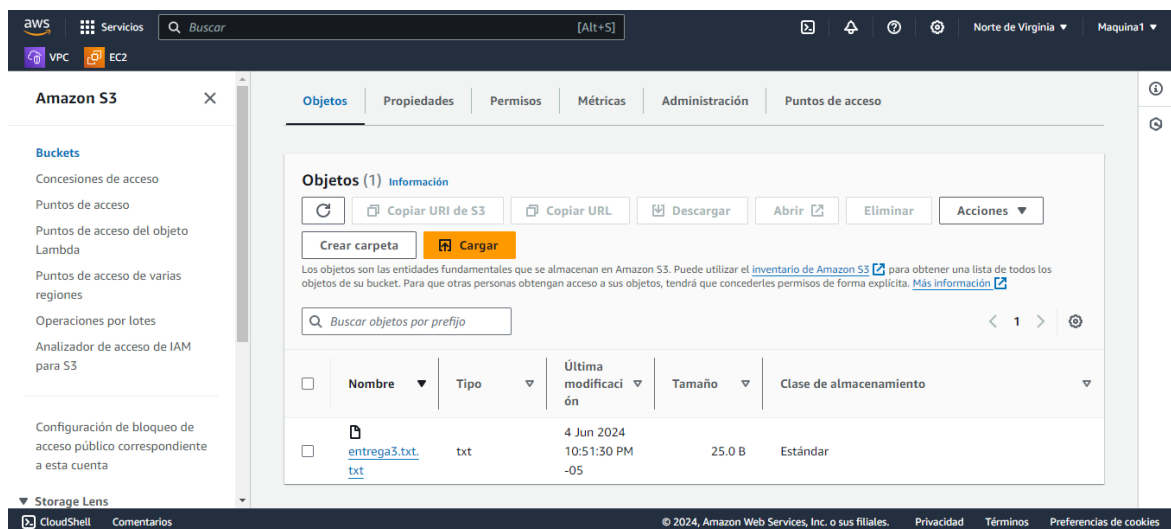 aws
Servicios
Buscar
[Alt+S]
Norte de Virginia ▼
Maquina1 ▼
VPC
EC2
Amazon S3
Buckets
Concesiones de acceso
Puntos de acceso
Puntos de acceso del objeto
Lambda
Puntos de acceso de varias
regiones
Operaciones por lotes
Analizador de acceso de IAM
para S3
Configuración de bloqueo de
acceso público correspondiente
a esta cuenta
▼ Storage Lens
Objetos
Propiedades
Permisos
Métricas
Administración
Puntos de acceso
Objetos (1) Información
Copiar URI de S3
Copiar URL
Descargar
Abrir
Eliminar
Acciones ▼
Crear carpeta
Cargar
Los objetos son las entidades fundamentales que se almacenan en Amazon S3. Puede utilizar el inventario de Amazon S3 para obtener una lista de todos los
objetos de su bucket. Para que otras personas obtengan acceso a sus objetos, tendrá que concederles permisos de forma explícita. Más información
Buscar objetos por prefijo
1
Nombre
Tipo
Última
modificaci
ón
Tamaño
Clase de almacenamiento
entrega3.txt.
txt
txt
4 Jun 2024
10:51:30 PM
-05
25.0 B
Estándar
CloudShell
Comentarios
© 2024, Amazon Web Services, Inc. o sus filiales.
Privacidad
Términos
Preferencias de cookies